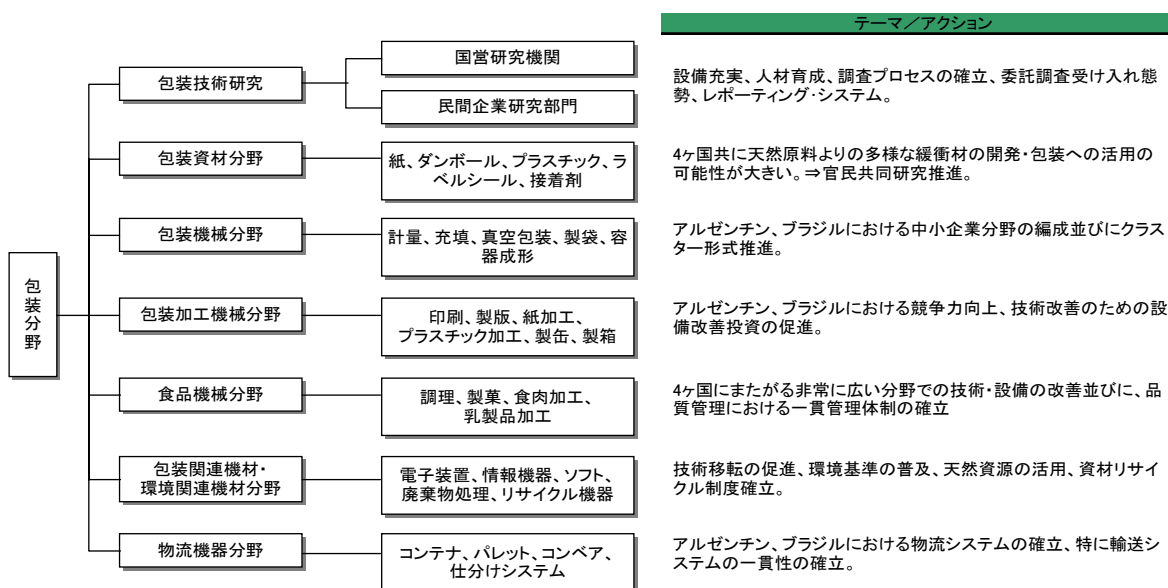 テーマ／アクション
包装分野
包装技術研究
国営研究機関
民間企業研究部門
設備充実、人材育成、調査プロセスの確立、委託調査受け入れ態
勢、レポーティング・システム。
包装資材分野
紙、ダンボール、プラスチック、ラ
ベルシール、接着剤
4ヶ国共に天然原料よりの多様な緩衝材の開発・包装への活用の
可能性が大きい。⇒官民共同研究推進。
包装機械分野
計量、充填、真空包装、製袋、容
器成形
アルゼンチン、ブラジルにおける中小企業分野の編成並びにクラス
ター形式推進。
包装加工機械分野
印刷、製版、紙加工、
プラスチック加工、製缶、製箱
アルゼンチン、ブラジルにおける競争力向上、技術改善のための設
備改善投資の促進。
食品機械分野
調理、製菓、食肉加工、
乳製品加工
4ヶ国にまたがる非常に広い分野での技術・設備の改善並びに、品
質管理における一貫管理体制の確立
包装関連機材・
環境関連機材分野
電子装置、情報機器、ソフト、
廃棄物処理、リサイクル機器
技術移転の促進、環境基準の普及、天然資源の活用、資材リサイ
クル制度確立。
物流機器分野
コンテナ、パレット、コンベア、
仕分けシステム
アルゼンチン、ブラジルにおける物流システムの確立、特に輸送シ
ステムの一貫性の確立。